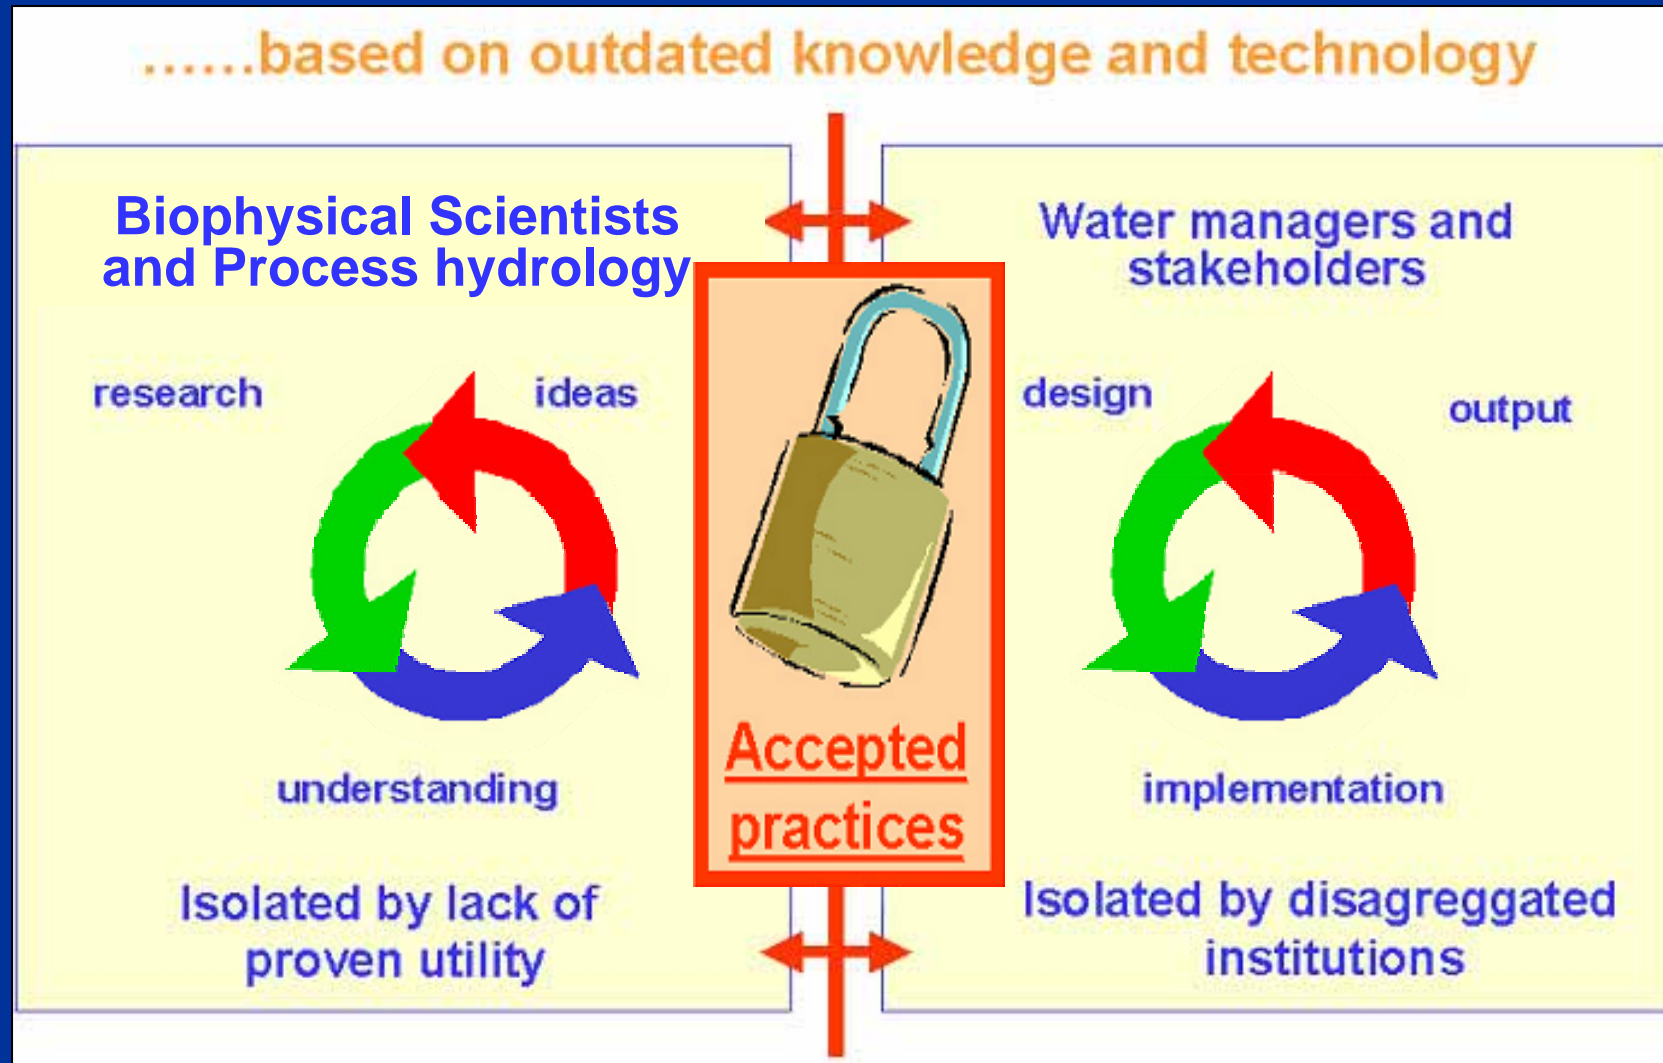 ......based on outdated knowledge and technology
Biophysical Scientists
and Process hydrology
research
ideas
understanding
Isolated by lack of
proven utility
Accepted
practices
Water managers and
stakeholders
design
output
implementation
Isolated by disagreggated
institutions